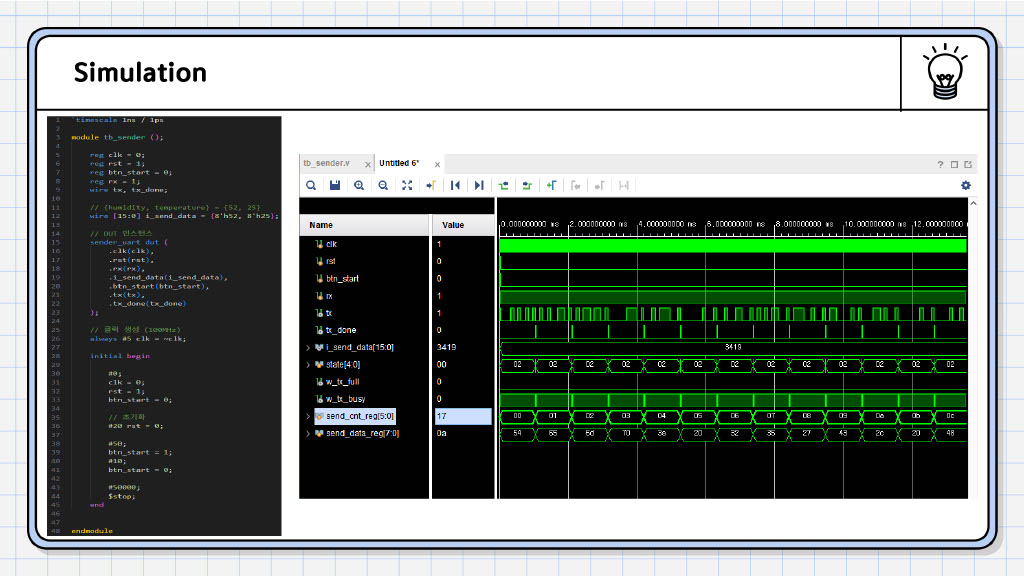 Simulation
1 `timescale 1ns / 1ps
2
3 module tb_sender ();
4
5 reg clk = 0;
6 reg rst = 1;
7 reg btn_start = 0;
8 reg rx = 1;
9 wire tx, tx_done;
10
11 // {humidity, temperature} = {52, 25}
12 wire [15:0] i_send_data = {8'h52, 8'h25};
13
14 // DUT 인스턴스
15 sender_uart dut (
16 .clk(clk),
17 .rst(rst),
18 .rx(rx),
19 .i_send_data(i_send_data),
20 .btn_start(btn_start),
21 .tx(tx),
22 .tx_done(tx_done)
23 );
24
25 // 클럭 생성 (100MHz)
26 always #5 clk = ~clk;
27
28 initial begin
29
30 #0;
31 clk = 0;
32 rst = 1;
33 btn_start = 0;
34
35 // 초기화
36 #20 rst = 0;
37
38 #50;
39 btn_start = 1;
40 #10;
41 btn_start = 0;
42
43 #50000;
44 $stop;
45 end
46
47
48 endmodule
tb_sender.v × Untitled 6* ×
Name Value
0.000000000 ms 2.000000000 ms 4.000000000 ms 6.000000000 ms 8.000000000 ms 10.000000000 ms 12.000000000
clk 1
rst 0
btn_start 0
rx 1
tx 1
tx_done 0
i_send_data[15:0] 3419 3419
state[4:0] 00 02 02 02 02 02 02 02 02 02 02 02 02 02
w_tx_full 0
w_tx_busy 0
send_cnt_reg[5:0] 17 00 01 02 03 04 05 06 07 08 09 0a 0b 0c
send_data_reg[7:0] 0a 54 65 6d 70 3a 20 32 35 27 43 2c 20 48